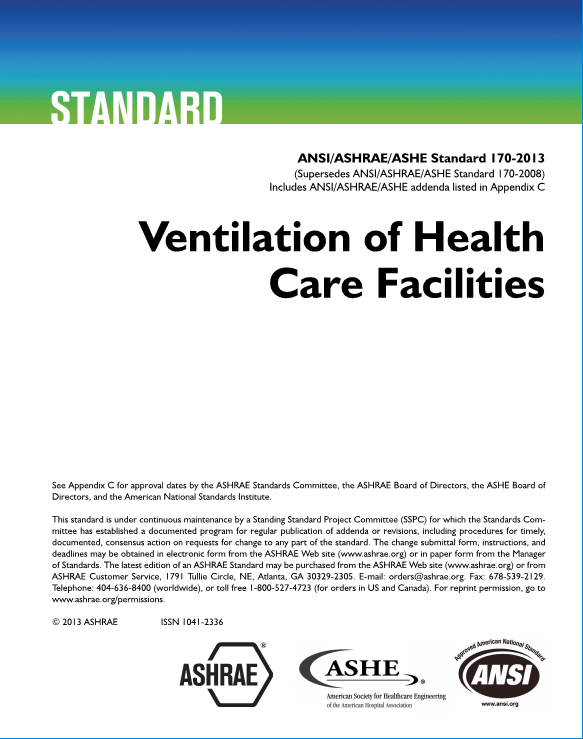 STANDARD
ANSI/ASHRAE/ASHE Standard 170-2013
(Supersedes ANSI/ASHRAE/ASHE Standard 170-2008)
Includes ANSI/ASHRAE/ASHE addenda listed in Appendix C
Ventilation of Health
Care Facilities
See Appendix C for approval dates by the ASHRAE Standards Committee, the ASHRAE Board of Directors, the ASHE Board of
Directors, and the American National Standards Institute.
This standard is under continuous maintenance by a Standing Standard Project Committee (SSPC) for which the Standards Com-
mittee has established a documented program for regular publication of addenda or revisions, including procedures for timely,
documented, consensus action on requests for change to any part of the standard. The change submittal form, instructions, and
deadlines may be obtained in electronic form from the ASHRAE Web site (www.ashrae.org) or in paper form from the Manager
of Standards. The latest edition of an ASHRAE Standard may be purchased from the ASHRAE Web site (www.ashrae.org) or from
ASHRAE Customer Service, 1791 Tullie Circle, NE, Atlanta, GA 30329-2305. E-mail: orders@ashrae.org. Fax: 678-539-2129.
Telephone: 404-636-8400 (worldwide), or toll free 1-800-527-4723 (for orders in US and Canada). For reprint permission, go to
www.ashrae.org/permissions.
© 2013 ASHRAE ISSN 1041-2336
ASHRAE ®
ASHE ®
American Society for Healthcare Engineering
of the American Hospital Association
Approved American National Standard
ANSI
www.ansi.org